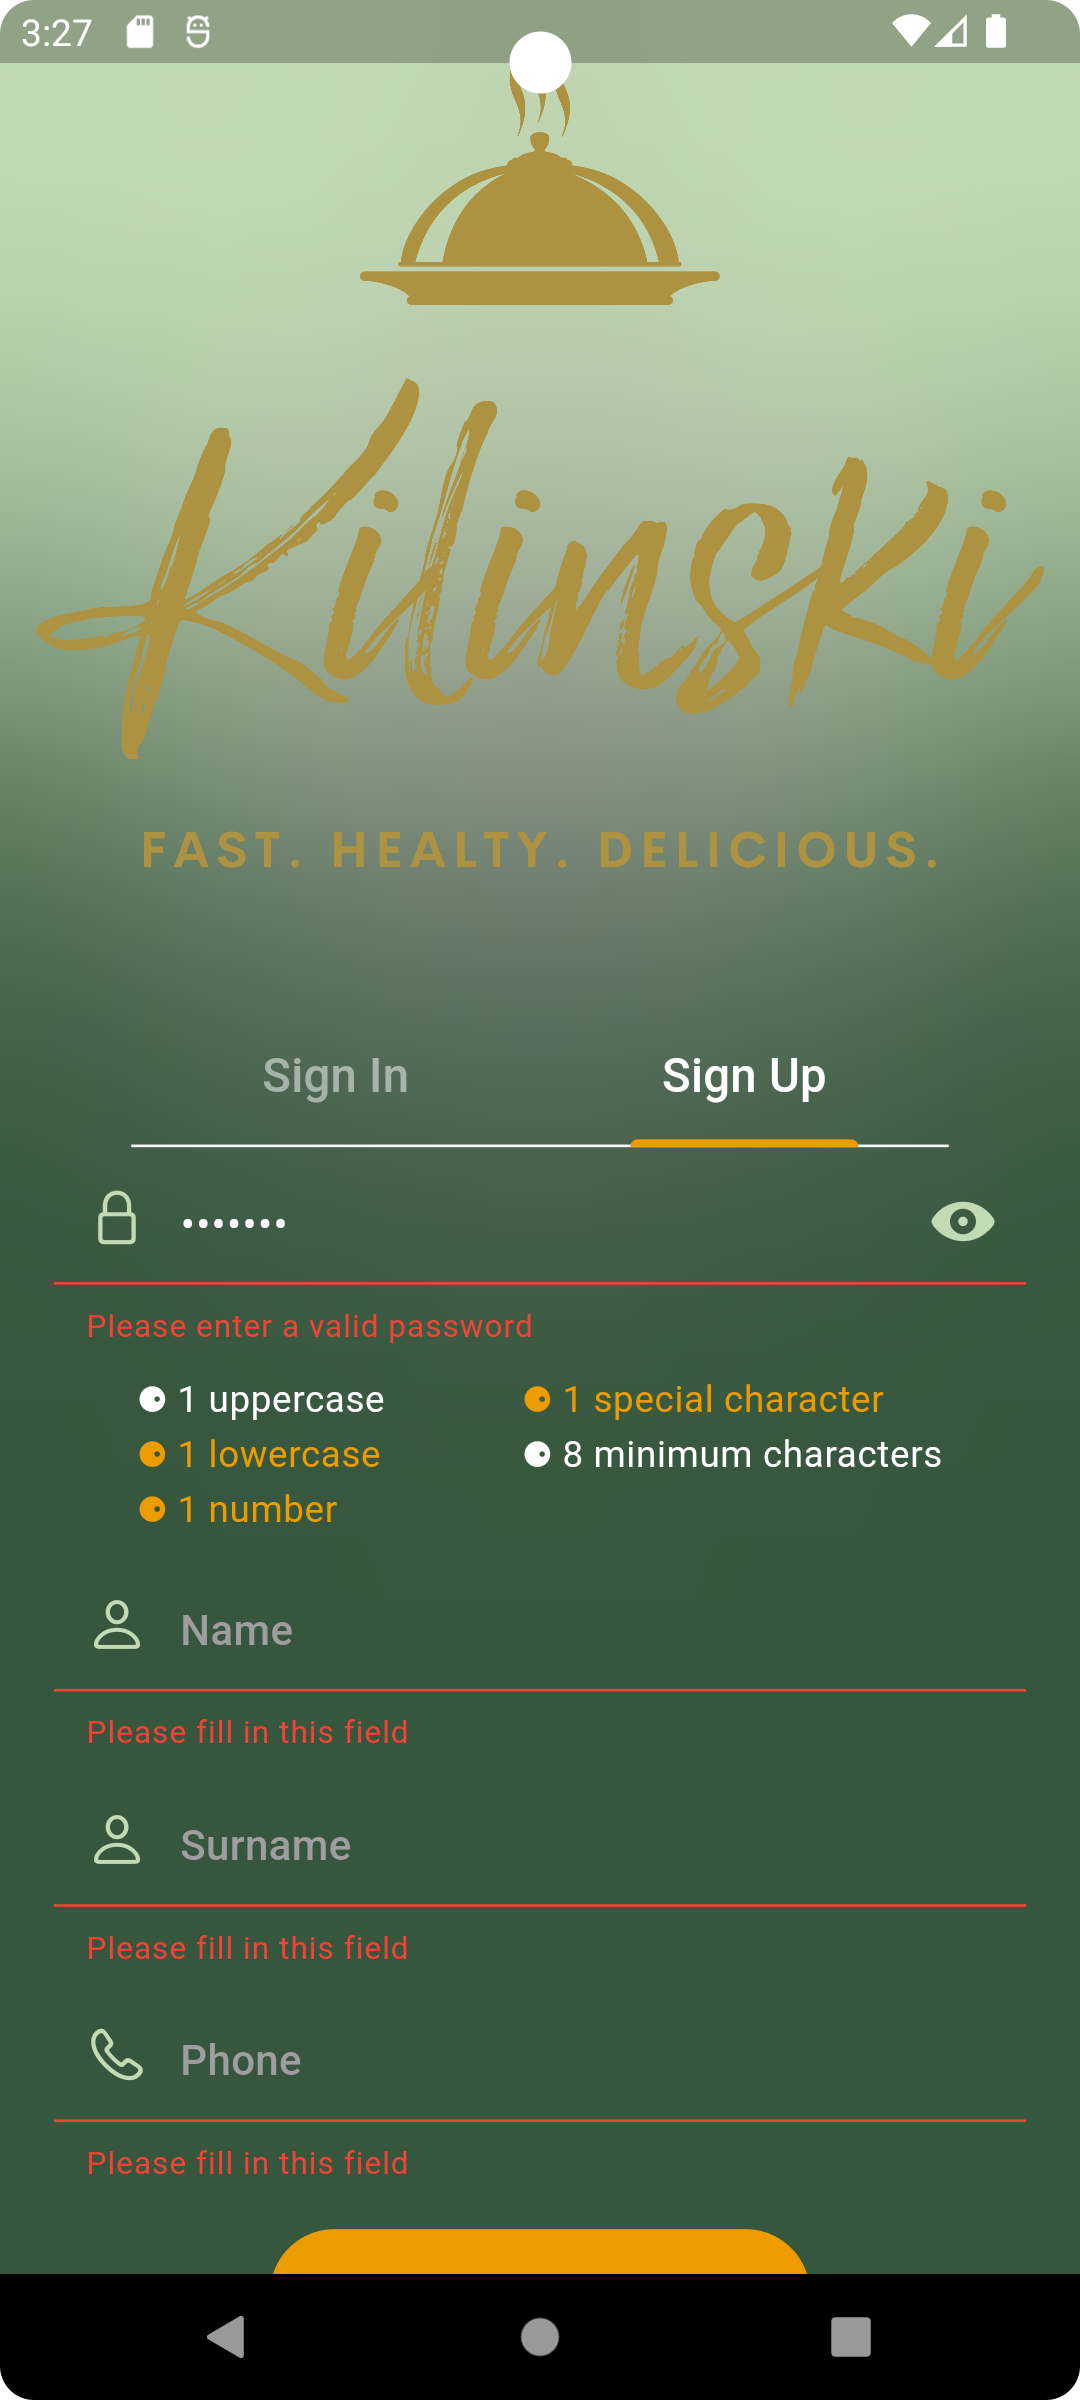 3:27
Kilinski
FAST. HEALTY. DELICIOUS.
Sign In Sign Up
•••••••
Please enter a valid password
1 uppercase 1 special character
1 lowercase 8 minimum characters
1 number
Name
Please fill in this field
Surname
Please fill in this field
Phone
Please fill in this field